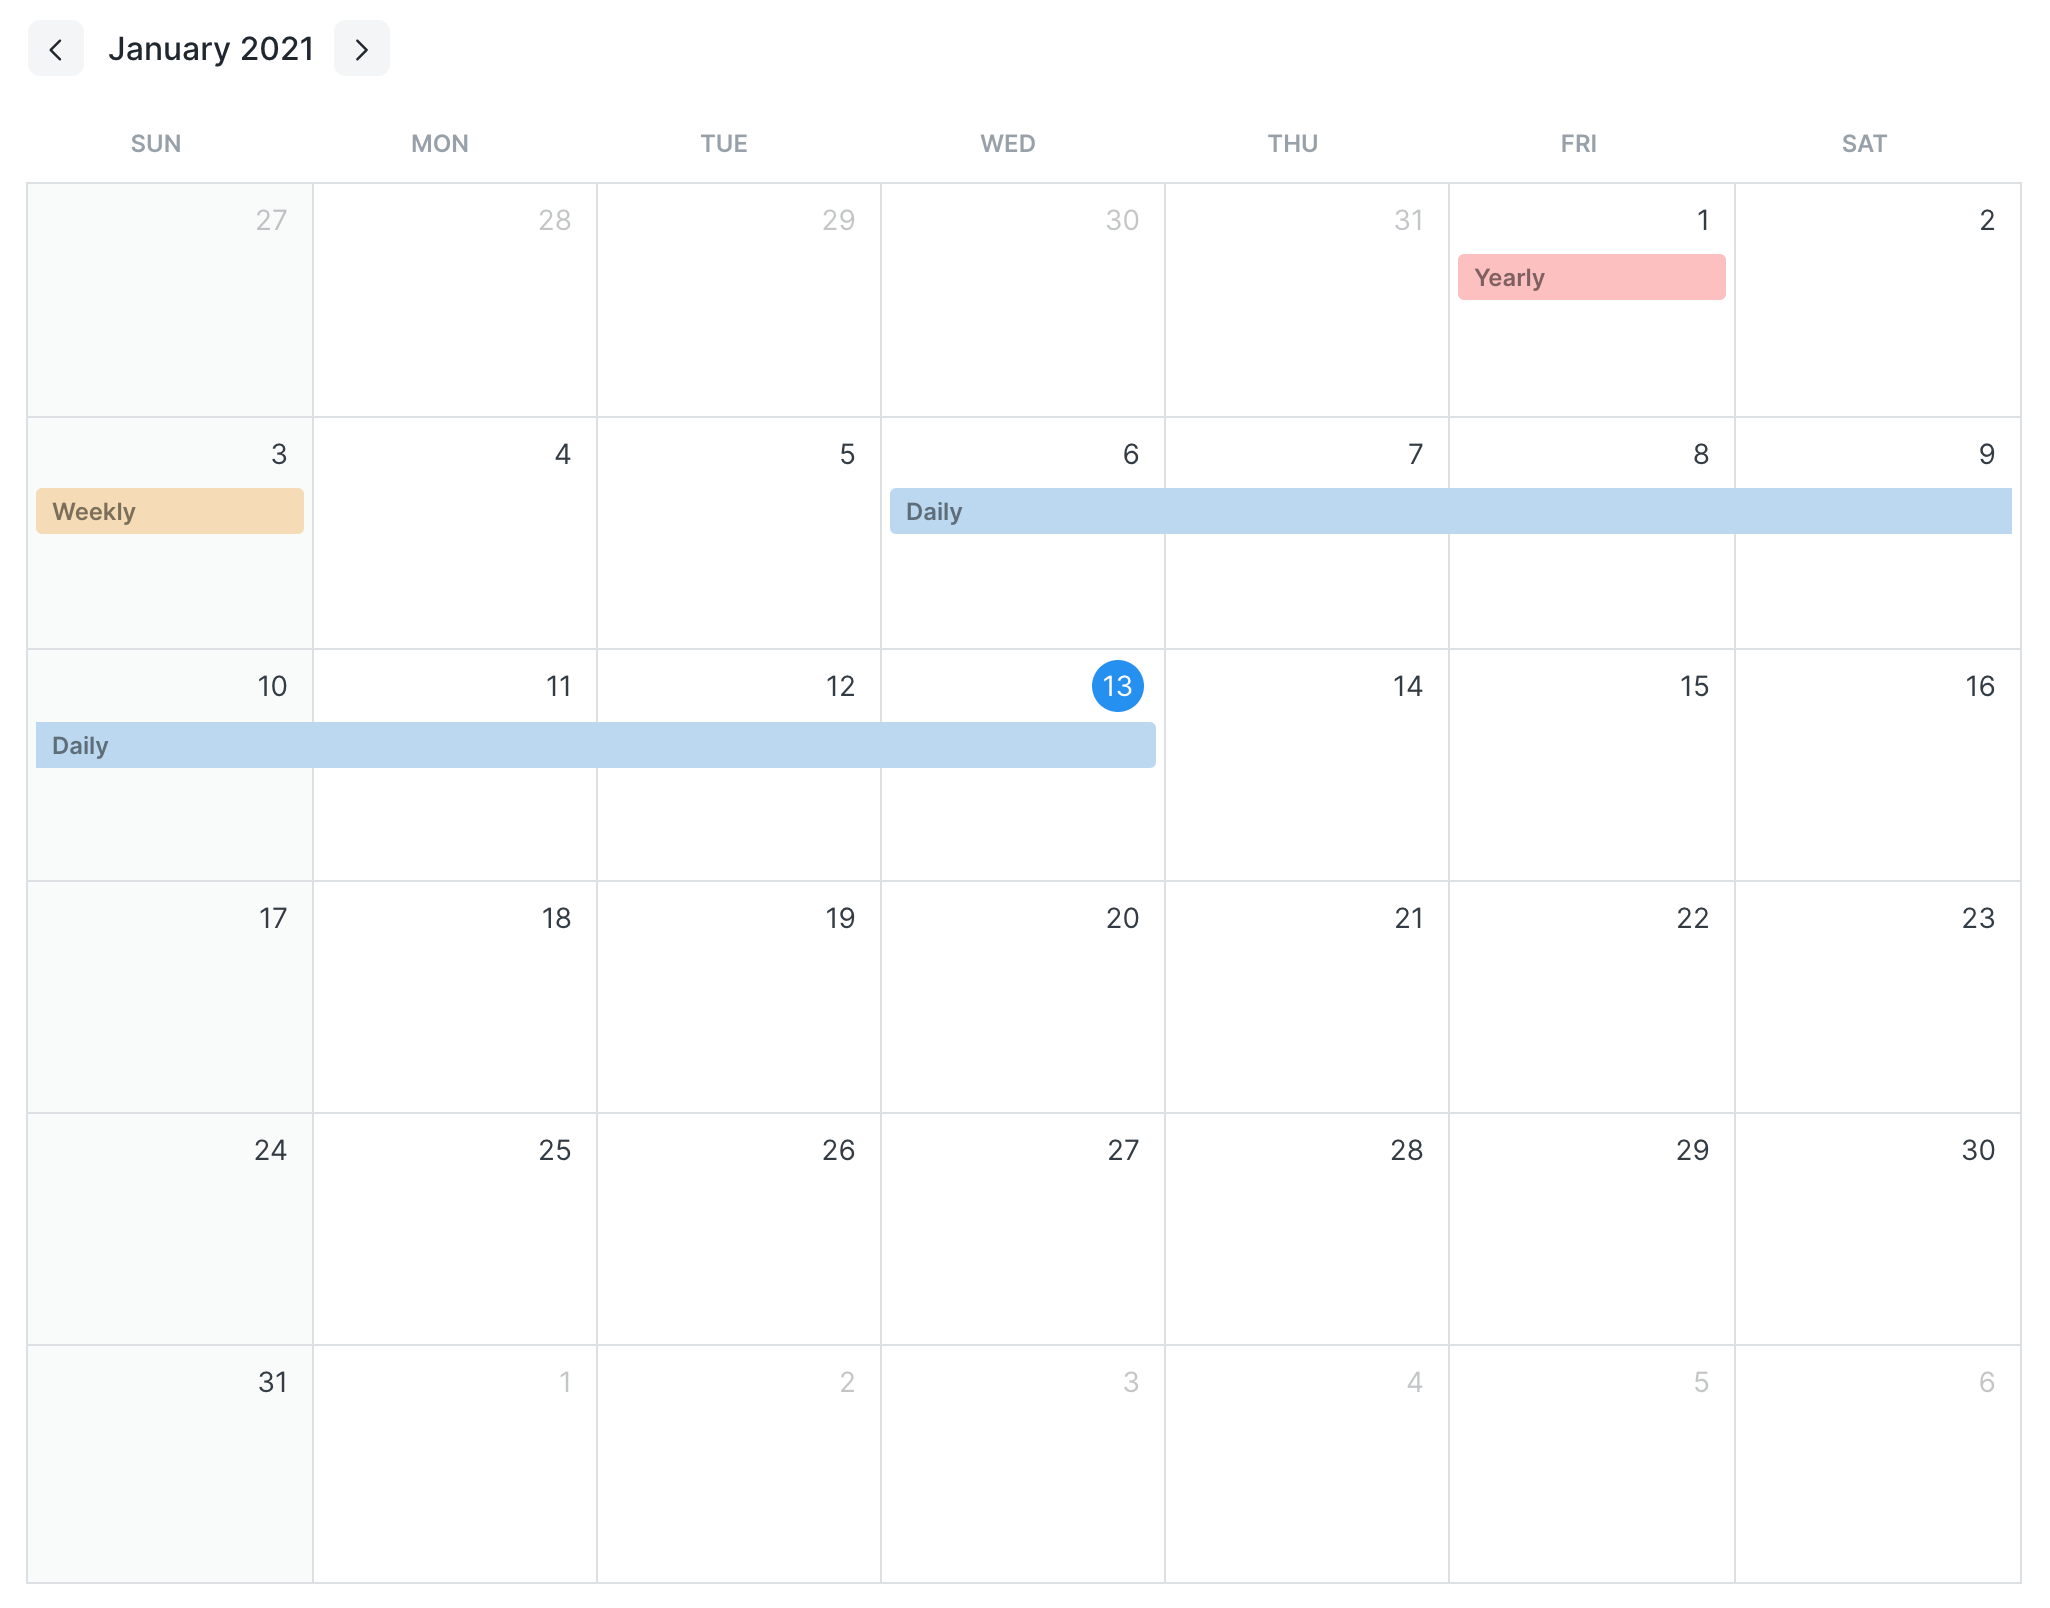 January 2021
SUN MON TUE WED THU FRI SAT
27 28 29 30 31 1 2
Yearly
3 4 5 6 7 8 9
Weekly Daily
10 11 12 13 14 15 16
Daily
17 18 19 20 21 22 23
24 25 26 27 28 29 30
31 1 2 3 4 5 6